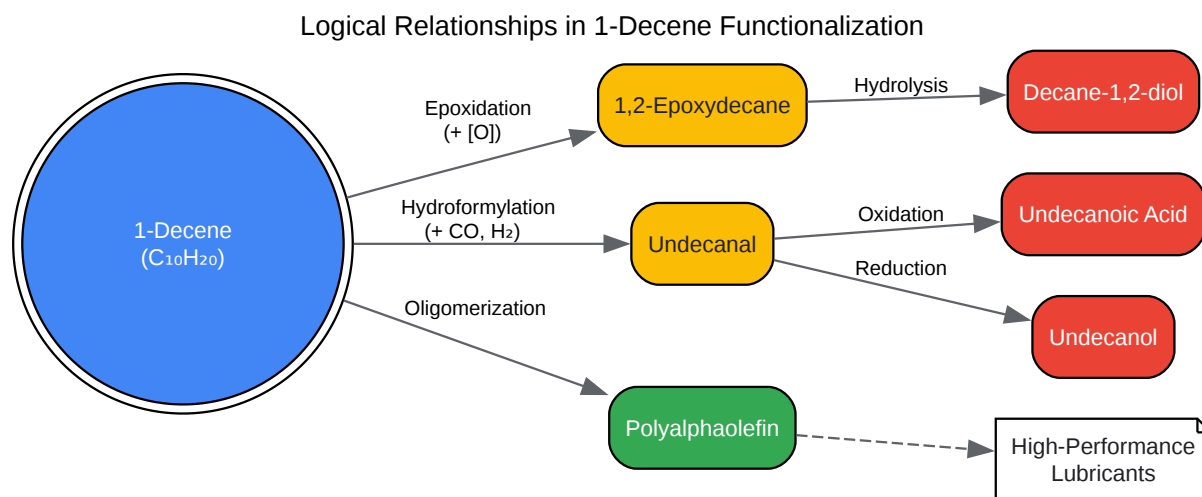 Logical Relationships in 1-Decene Functionalization
1-Decene
(C₁₀H₂₀)
Epoxidation
(+ [O])
1,2-Epoxydecane
Hydrolysis
Decane-1,2-diol
Hydroformylation
(+ CO, H₂)
Undecanal
Oxidation
Undecanoic Acid
Reduction
Undecanol
Oligomerization
Polyalphaolefin
High-Performance
Lubricants